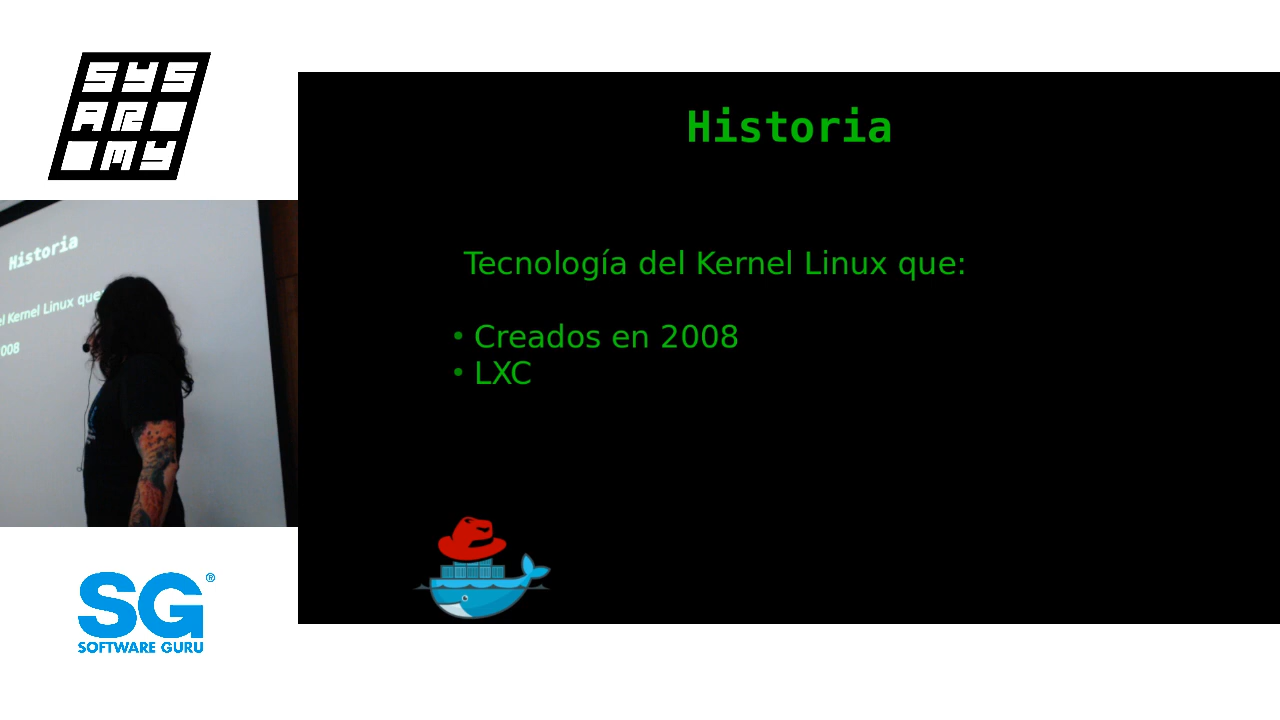 SYS
AR
MY
Historia
el Kernel Linux que
008
SG®
SOFTWARE GURU
Historia
Tecnología del Kernel Linux que:
• Creados en 2008
• LXC